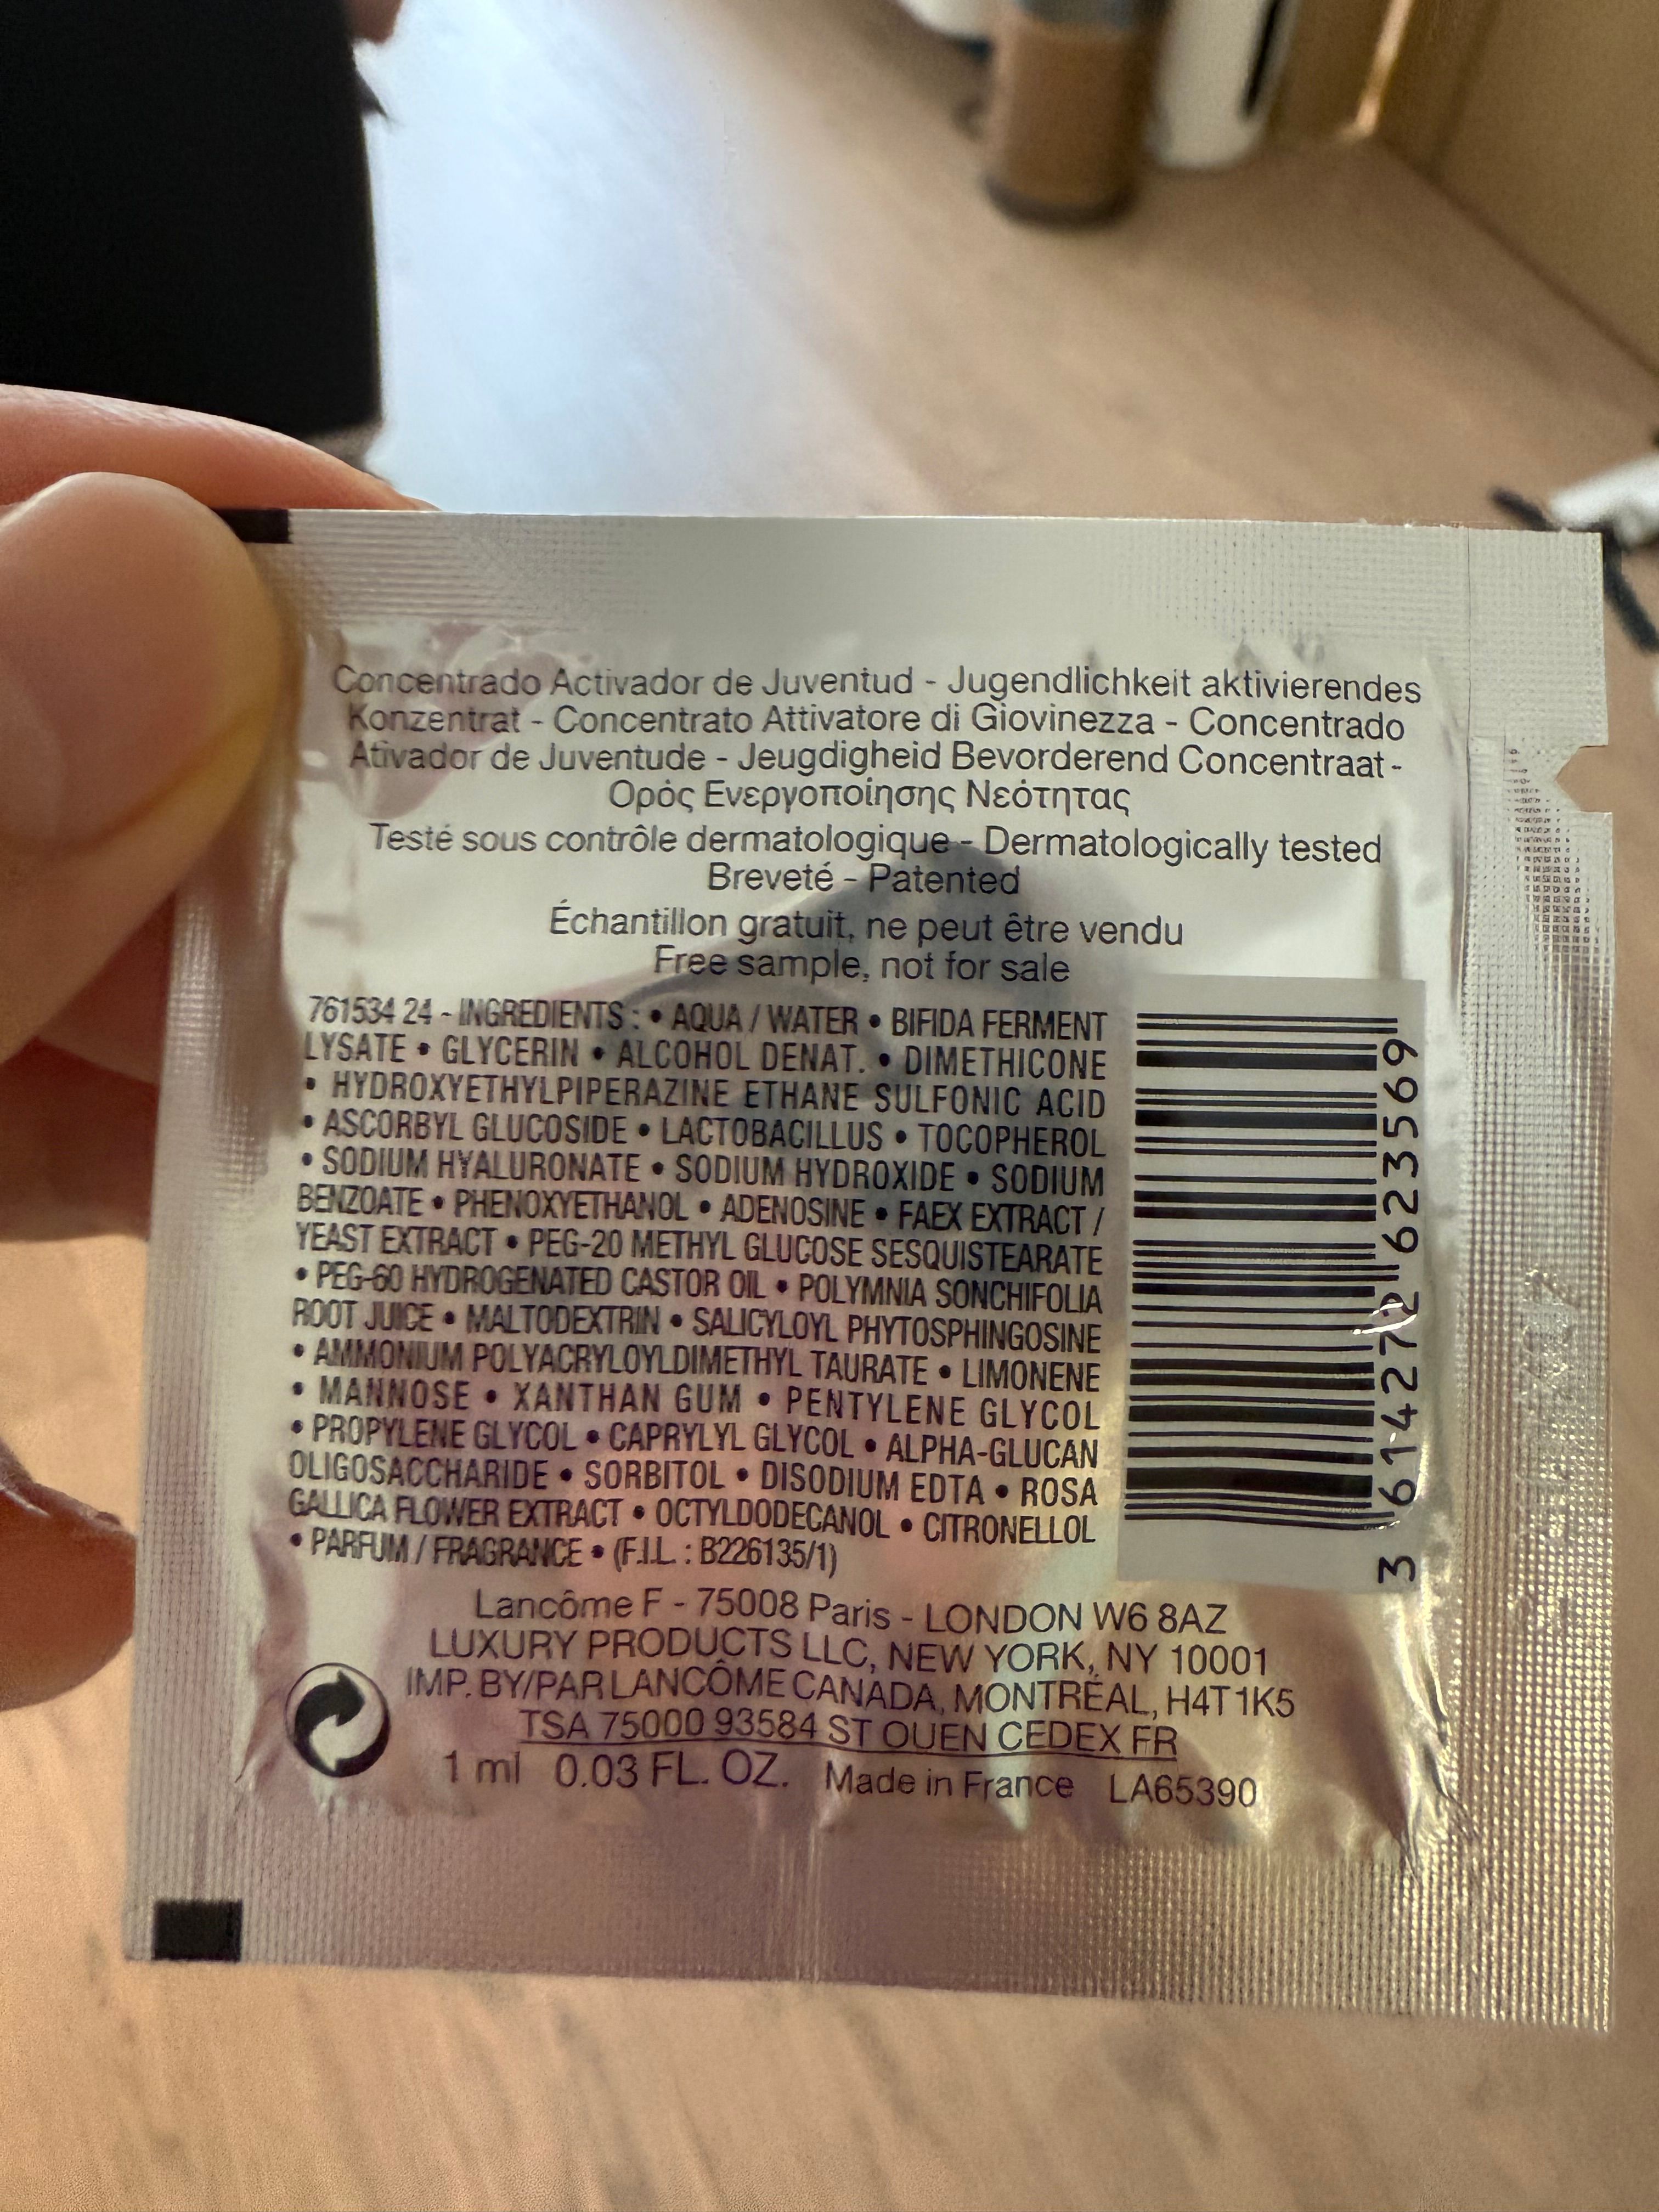 Concentrado Activador de Juventud - Jugendlichkeit aktivierendes
Konzentrat - Concentrato Attivatore di Giovinezza - Concentrado
Ativador de Juventude - Jeugdigheid Bevorderend Concentraat -
Ορός Ενεργοποίησης Νεότητας
Testé sous contrôle dermatologique - Dermatologically tested
Breveté - Patented
Échantillon gratuit, ne peut être vendu
Free sample, not for sale
761534 24 - INGREDIENTS : • AQUA / WATER • BIFIDA FERMENT
LYSATE • GLYCERIN • ALCOHOL DENAT. • DIMETHICONE
• HYDROXYETHYLPIPERAZINE ETHANE SULFONIC ACID
• ASCORBYL GLUCOSIDE • LACTOBACILLUS • TOCOPHEROL
• SODIUM HYALURONATE • SODIUM HYDROXIDE • SODIUM
BENZOATE • PHENOXYETHANOL • ADENOSINE • FAEX EXTRACT /
YEAST EXTRACT • PEG-20 METHYL GLUCOSE SESQUISTEARATE
• PEG-60 HYDROGENATED CASTOR OIL • POLYMNIA SONCHIFOLIA
ROOT JUICE • MALTODEXTRIN • SALICYLOYL PHYTOSPHINGOSINE
• AMMONIUM POLYACRYLOYLDIMETHYL TAURATE • LIMONENE
• MANNOSE • XANTHAN GUM • PENTYLENE GLYCOL
• PROPYLENE GLYCOL • CAPRYLYL GLYCOL • ALPHA-GLUCAN
OLIGOSACCHARIDE • SORBITOL • DISODIUM EDTA • ROSA
GALLICA FLOWER EXTRACT • OCTYLDODECANOL • CITRONELLOL
• PARFUM / FRAGRANCE • (F.I.L. : B226135/1)
3 614272 623569
Lancôme F - 75008 Paris - LONDON W6 8AZ
LUXURY PRODUCTS LLC, NEW YORK, NY 10001
IMP. BY/PAR LANCÔME CANADA, MONTRÉAL, H4T 1K5
TSA 75000 93584 ST OUEN CEDEX FR
1 ml 0.03 FL. OZ. Made in France LA65390